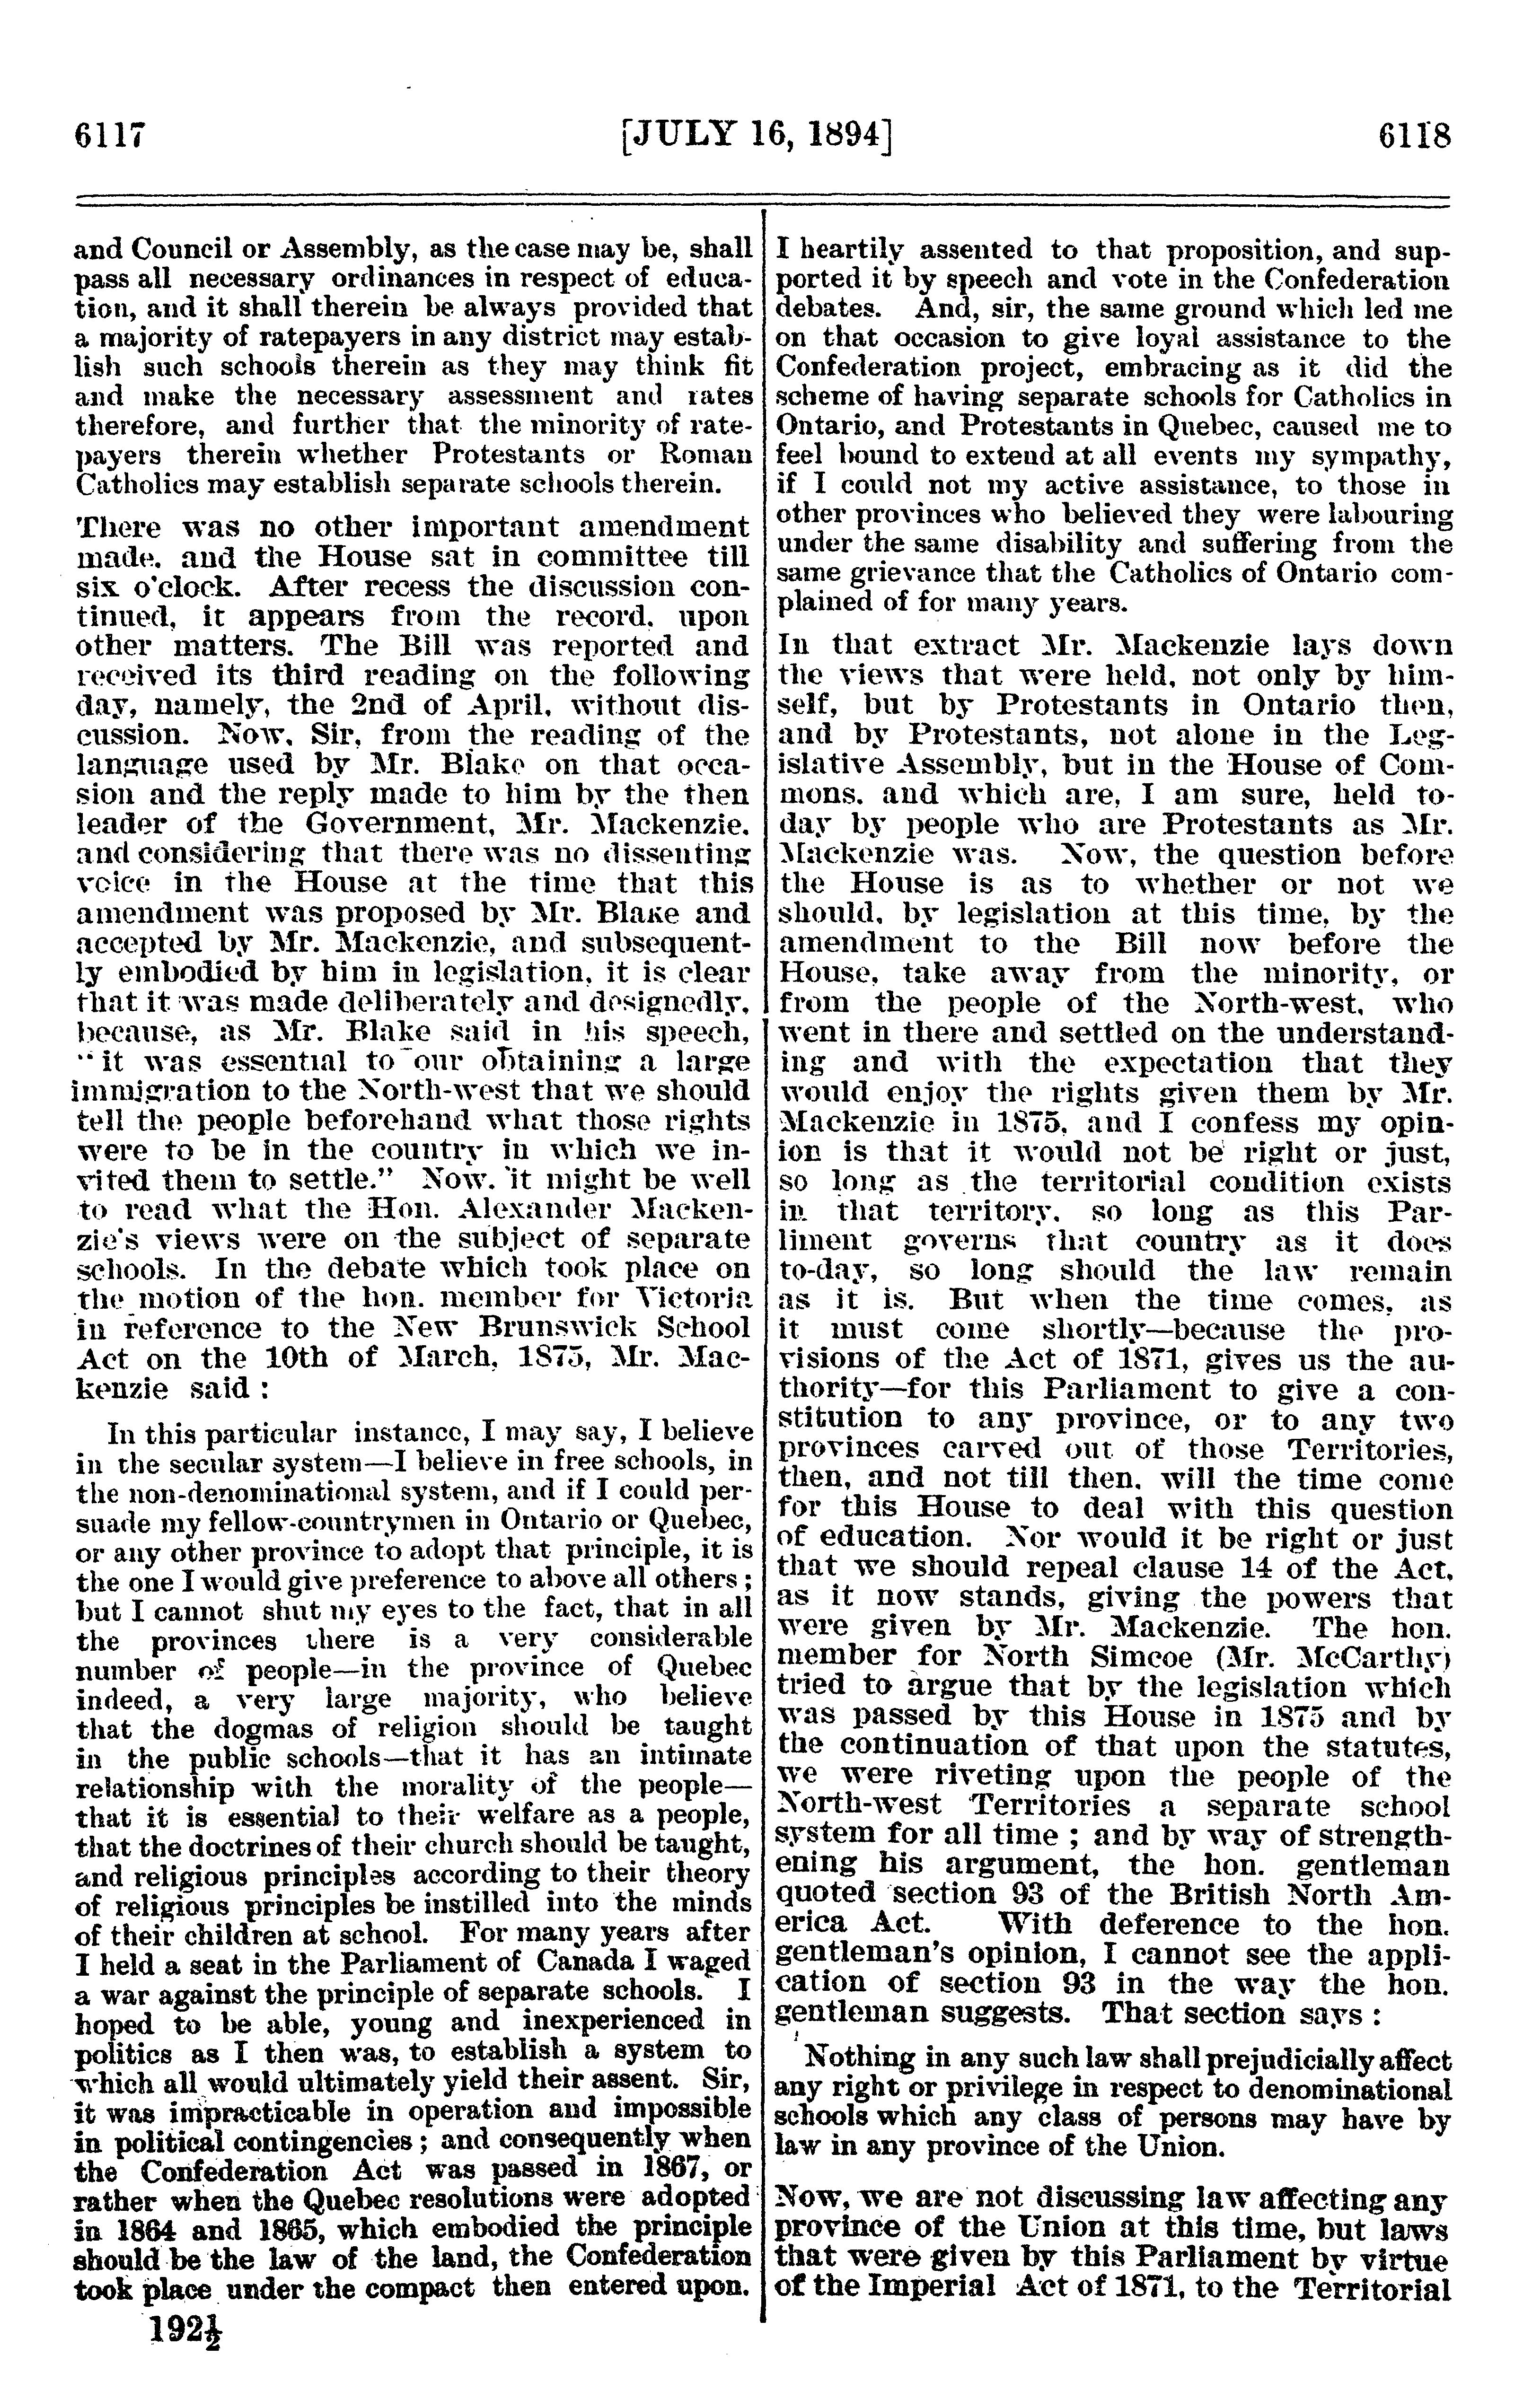 6117 [JULY 16, 1894] 6118
and Council or Assembly, as the case may be, shall
pass all necessary ordinances in respect of educa-
tion, and it shall therein be always provided that
a majority of ratepayers in any district may estab-
lish such schools therein as they may think fit
and make the necessary assessment and rates
therefore, and further that the minority of rate-
payers therein whether Protestants or Roman
Catholics may establish separate schools therein.
There was no other important amendment
made, and the House sat in committee till
six o'clock. After recess the discussion con-
tinued, it appears from the record, upon
other matters. The Bill was reported and
received its third reading on the following
day, namely, the 2nd of April, without dis-
cussion. Now, Sir, from the reading of the
language used by Mr. Blake on that occa-
sion and the reply made to him by the then
leader of the Government, Mr. Mackenzie,
and considering that there was no dissenting
voice in the House at the time that this
amendment was proposed by Mr. Blake and
accepted by Mr. Mackenzie, and subsequent-
ly embodied by him in legislation, it is clear
that it was made deliberately and designedly,
because, as Mr. Blake said in his speech,
"it was essential to our obtaining a large
immigration to the North-west that we should
tell the people beforehand what those rights
were to be in the country in which we in-
vited them to settle." Now, it might be well
to read what the Hon. Alexander Macken-
zie's views were on the subject of separate
schools. In the debate which took place on
the motion of the hon. member for Victoria
in reference to the New Brunswick School
Act on the 10th of March, 1875, Mr. Mac-
kenzie said :
In this particular instance, I may say, I believe
in the secular system—I believe in free schools, in
the non-denominational system, and if I could per-
suade my fellow-countrymen in Ontario or Quebec,
or any other province to adopt that principle, it is
the one I would give preference to above all others ;
but I cannot shut my eyes to the fact, that in all
the provinces there is a very considerable
number of people—in the province of Quebec
indeed, a very large majority, who believe
that the dogmas of religion should be taught
in the public schools—that it has an intimate
relationship with the morality of the people—
that it is essential to their welfare as a people,
that the doctrines of their church should be taught,
and religious principles according to their theory
of religious principles be instilled into the minds
of their children at school. For many years after
I held a seat in the Parliament of Canada I waged
a war against the principle of separate schools. I
hoped to be able, young and inexperienced in
politics as I then was, to establish a system to
which all would ultimately yield their assent. Sir,
it was impracticable in operation and impossible
in political contingencies ; and consequently when
the Confederation Act was passed in 1867, or
rather when the Quebec resolutions were adopted
in 1864 and 1865, which embodied the principle
should be the law of the land, the Confederation
took place under the compact then entered upon.
192½
I heartily assented to that proposition, and sup-
ported it by speech and vote in the Confederation
debates. And, sir, the same ground which led me
on that occasion to give loyal assistance to the
Confederation project, embracing as it did the
scheme of having separate schools for Catholics in
Ontario, and Protestants in Quebec, caused me to
feel bound to extend at all events my sympathy,
if I could not my active assistance, to those in
other provinces who believed they were labouring
under the same disability and suffering from the
same grievance that the Catholics of Ontario com-
plained of for many years.
In that extract Mr. Mackenzie lays down
the views that were held, not only by him-
self, but by Protestants in Ontario then,
and by Protestants, not alone in the Leg-
islative Assembly, but in the House of Com-
mons, and which are, I am sure, held to-
day by people who are Protestants as Mr.
Mackenzie was. Now, the question before
the House is as to whether or not we
should, by legislation at this time, by the
amendment to the Bill now before the
House, take away from the minority, or
from the people of the North-west, who
went in there and settled on the understand-
ing and with the expectation that they
would enjoy the rights given them by Mr.
Mackenzie in 1875, and I confess my opin-
ion is that it would not be right or just,
so long as the territorial condition exists
in that territory, so long as this Par-
liment governs that country as it does
to-day, so long should the law remain
as it is. But when the time comes, as
it must come shortly—because the pro-
visions of the Act of 1871, gives us the au-
thority—for this Parliament to give a con-
stitution to any province, or to any two
provinces carved out of those Territories,
then, and not till then, will the time come
for this House to deal with this question
of education. Nor would it be right or just
that we should repeal clause 14 of the Act,
as it now stands, giving the powers that
were given by Mr. Mackenzie. The hon.
member for North Simcoe (Mr. McCarthy)
tried to argue that by the legislation which
was passed by this House in 1875 and by
the continuation of that upon the statutes,
we were riveting upon the people of the
North-west Territories a separate school
system for all time ; and by way of strength-
ening his argument, the hon. gentleman
quoted section 93 of the British North Am-
erica Act. With deference to the hon.
gentleman's opinion, I cannot see the appli-
cation of section 93 in the way the hon.
gentleman suggests. That section says :
Nothing in any such law shall prejudicially affect
any right or privilege in respect to denominational
schools which any class of persons may have by
law in any province of the Union.
Now, we are not discussing law affecting any
province of the Union at this time, but laws
that were given by this Parliament by virtue
of the Imperial Act of 1871, to the Territorial